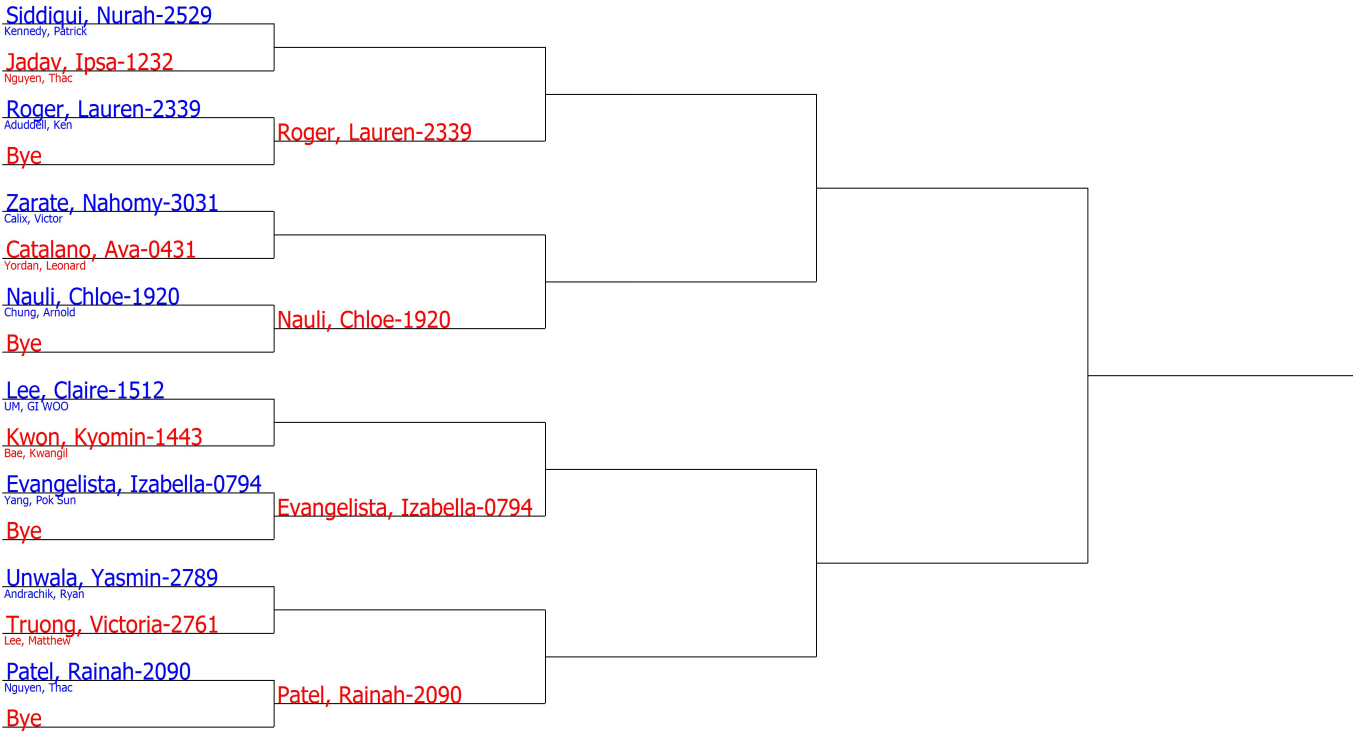 Siddiqui, Nurah-2529
Kennedy, Patrick
Jadav, Ipsa-1232
Nguyen, Thac
Roger, Lauren-2339
Aduddell, Ken
Roger, Lauren-2339
Bye
Zarate, Nahomy-3031
Calix, Victor
Catalano, Ava-0431
Yordan, Leonard
Nauli, Chloe-1920
Chung, Arnold
Nauli, Chloe-1920
Bye
Lee, Claire-1512
UM, GI WOO
Kwon, Kyomin-1443
Bae, Kwangil
Evangelista, Izabella-0794
Yang, Pok Sun
Evangelista, Izabella-0794
Bye
Unwala, Yasmin-2789
Andrachik, Ryan
Truong, Victoria-2761
Lee, Matthew
Patel, Rainah-2090
Nguyen, Thac
Patel, Rainah-2090
Bye